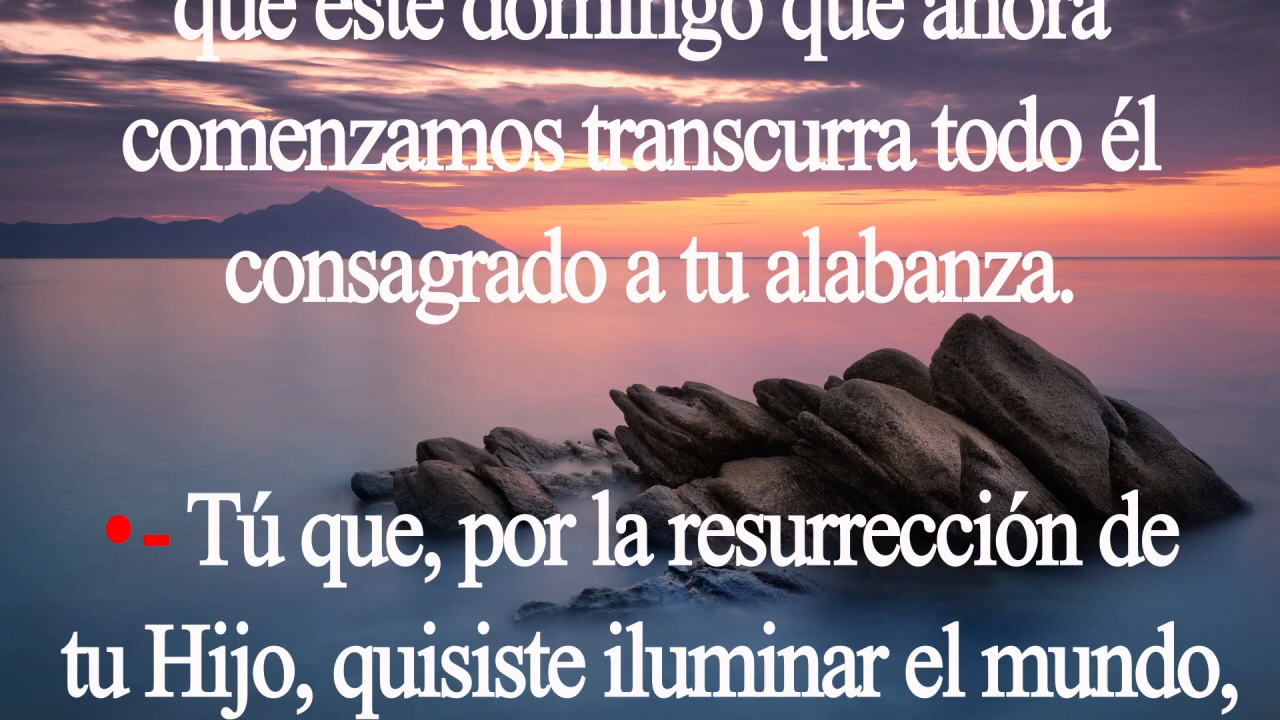 que este domingo que ahora
comenzamos transcurra todo él
consagrado a tu alabanza.
•- Tú que, por la resurrección de
tu Hijo, quisiste iluminar el mundo,